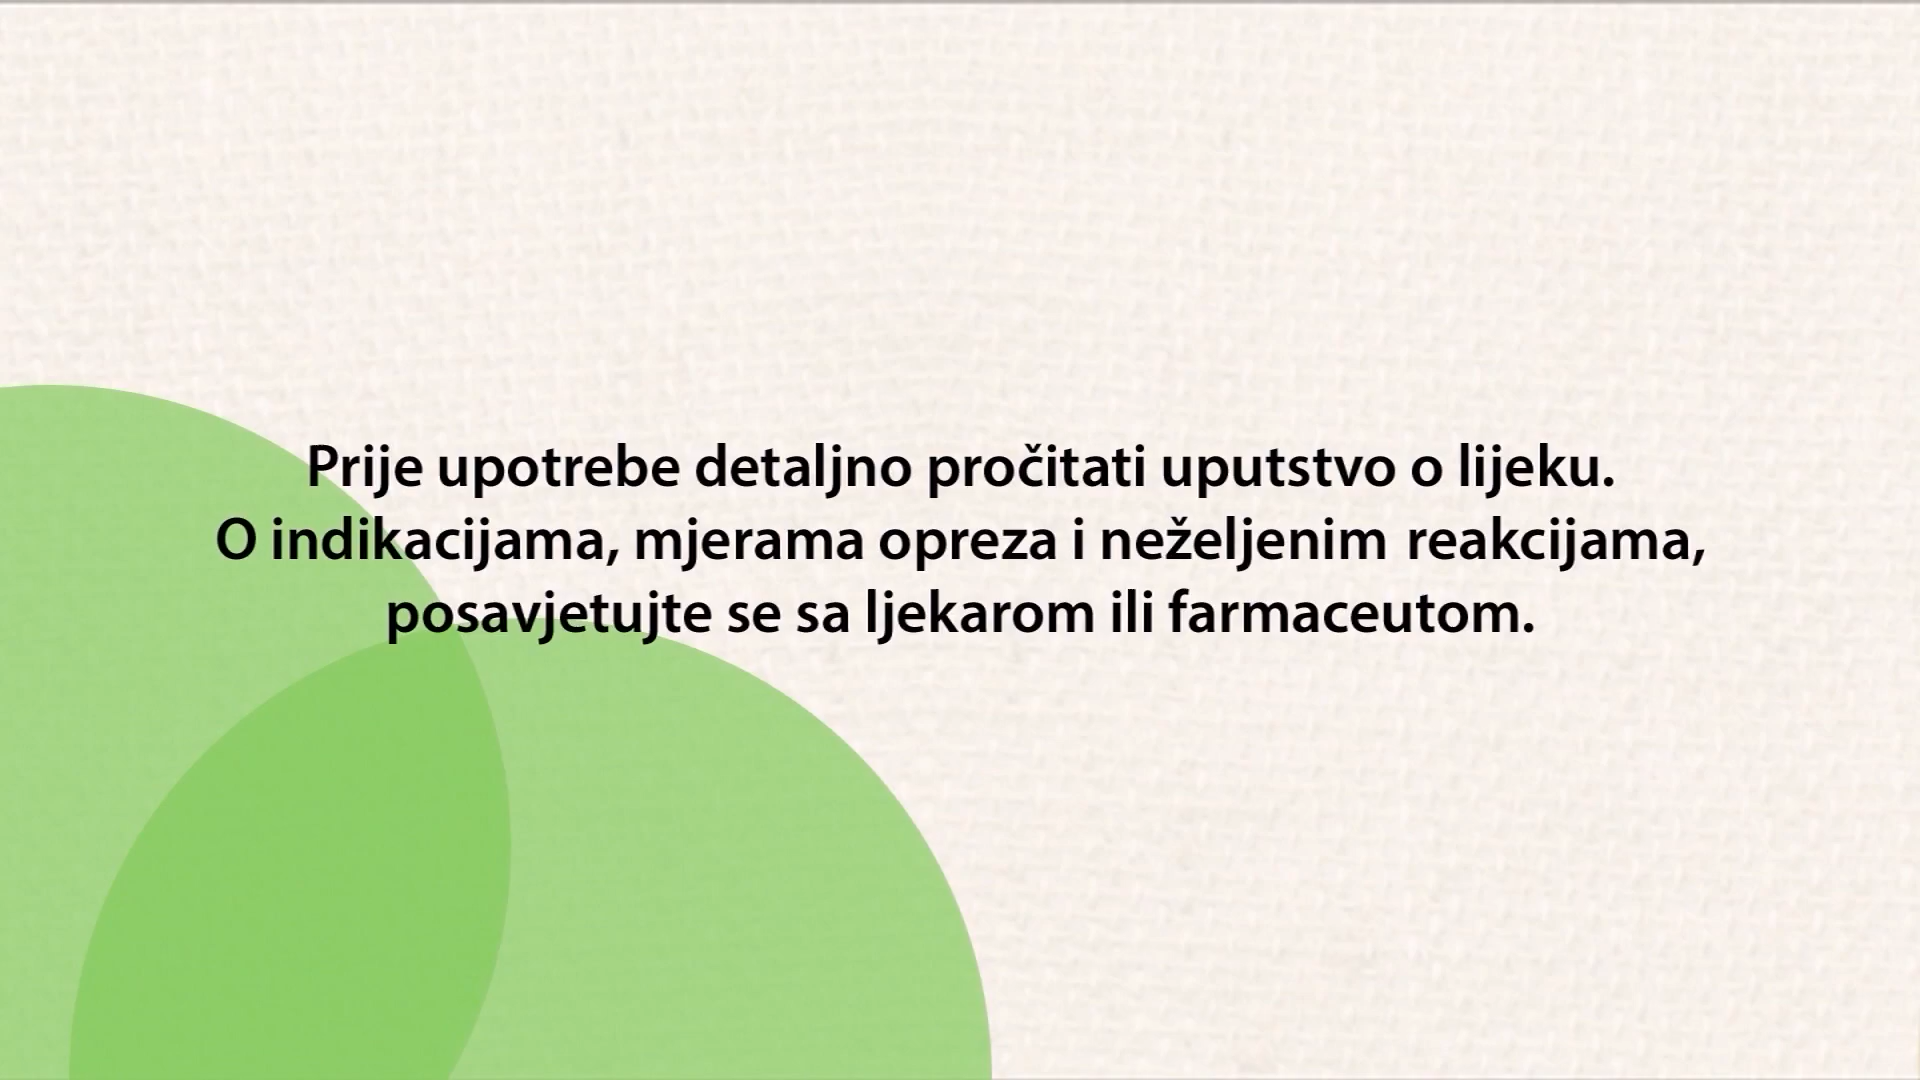 Prije upotrebe detaljno pročitati uputstvo o lijeku.
O indikacijama, mjerama opreza i neželjenim reakcijama,
posavjetujte se sa ljekarom ili farmaceutom.